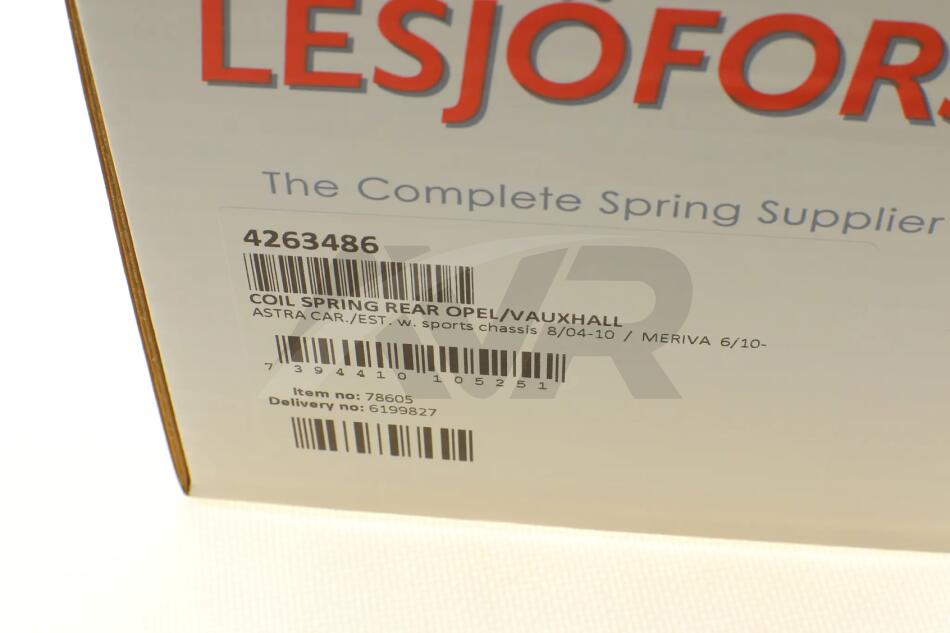 LESJÖFORS
The Complete Spring Supplier
4263486
COIL SPRING REAR OPEL/VAUXHALL
ASTRA CAR./EST. w. sports chassis 8/04-10 / MERIVA 6/10-
7 394410 105251
Item no: 78605
Delivery no: 6199827